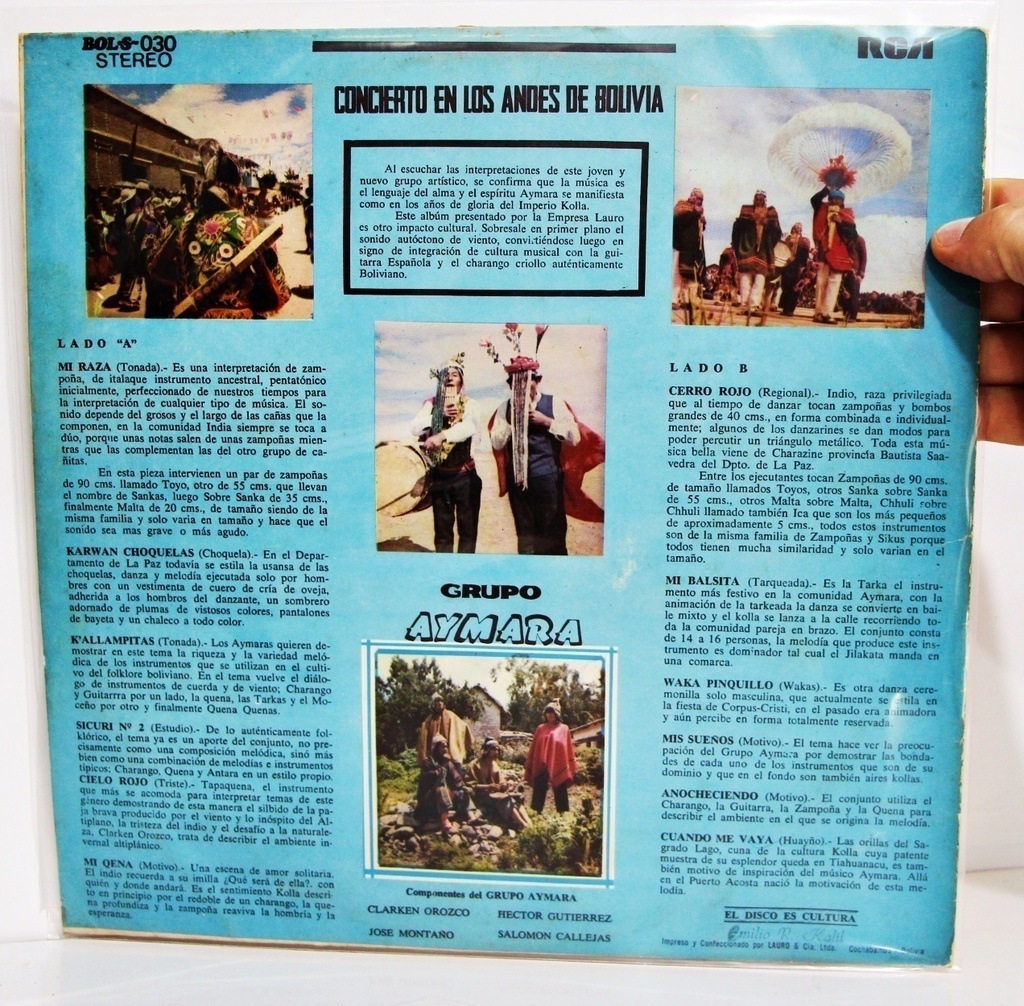 BOL-S-030
STEREO
RCA
CONCIERTO EN LOS ANDES DE BOLIVIA
Al escuchar las interpretaciones de este joven y
nuevo grupo artístico, se confirma que la música es
el lenguaje del alma y el espíritu Aymara se manifiesta
como en los años de gloria del Imperio Kolla.
Este albúm presentado por la Empresa Lauro
es otro impacto cultural. Sobresale en primer plano el
sonido autóctono de viento, convirtiéndose luego en
signo de integración de cultura musical con la gui-
tarra Española y el charango criollo auténticamente
Boliviano.
LADO "A"
MI RAZA (Tonada).- Es una interpretación de zam-
poña, de italaque instrumento ancestral, pentatónico
inicialmente, perfeccionado de nuestros tiempos para
la interpretación de cualquier tipo de música. El so-
nido depende del grosos y el largo de las cañas que la
componen, en la comunidad India siempre se toca a
dúo, porque unas notas salen de unas zampoñas mien-
tras que las complementan las del otro grupo de ca-
ñitas.
En esta pieza intervienen un par de zampoñas
de 90 cms. llamado Toyo, otro de 55 cms. que llevan
el nombre de Sankas, luego Sobre Sanka de 35 cms.,
finalmente Malta de 20 cms., de tamaño siendo de la
misma familia y solo varia en tamaño y hace que el
sonido sea mas grave o más agudo.
KARWAN CHOQUELAS (Choquela).- En el Depar-
tamento de La Paz todavía se estila la usansa de las
choquelas, danza y melodía ejecutada solo por hom-
bres con un vestimenta de cuero de cría de oveja,
adherida a los hombros del danzante, un sombrero
adornado de plumas de vistosos colores, pantalones
de bayeta y un chaleco a todo color.
K'ALLAMPITAS (Tonada).- Los Aymaras quieren de-
mostrar en este tema la riqueza y la variedad meló-
dica de los instrumentos que se utilizan en el culti-
vo del folklore boliviano. En el tema vuelve el diálo-
go de instrumentos de cuerda y de viento; Charango
y Guitarrra por un lado, la quena, las Tarkas y el Mo-
ceño por otro y finalmente Quena Quenas.
SICURI Nº 2 (Estudio).- De lo auténticamente fol-
klórico, el tema ya es un aporte del conjunto, no pre-
cisamente como una composición melódica, sinó más
bien como una combinación de melodías e instrumentos
típicos; Charango, Quena y Antara en un estilo propio.
CIELO ROJO (Triste).- Tapaquena, el instrumento
que más se acomoda para interpretar temas de este
género demostrando de esta manera el silbido de la pa-
ja brava producido por el viento y lo inóspito del Al-
tiplano, la tristeza del indio y el desafío a la naturale-
za, Clarken Orozco, trata de describir el ambiente in-
vernal altiplánico.
MI QENA (Motivo).- Una escena de amor solitaria.
El indio recuerda a su imilla ¿Qué será de ella?. con
quién y donde andará. Es el sentimiento Kolla descri-
to en principio por el redoble de un charango, la que-
na profundiza y la zampoña reaviva la hombría y la
esperanza.
GRUPO
AYMARA
Componentes del GRUPO AYMARA
CLARKEN OROZCO HECTOR GUTIERREZ
JOSE MONTAÑO SALOMON CALLEJAS
LADO B
CERRO ROJO (Regional).- Indio, raza privilegiada
que al tiempo de danzar tocan zampoñas y bombos
grandes de 40 cms., en forma combinada e individual-
mente; algunos de los danzarines se dan modos para
poder percutir un triángulo metálico. Toda esta mú-
sica bella viene de Charazine provincia Bautista Saa-
vedra del Dpto. de La Paz.
Entre los ejecutantes tocan Zampoñas de 90 cms.
de tamaño llamados Toyos, otros Sanka sobre Sanka
de 55 cms., otros Malta sobre Malta, Chhuli sobre
Chhuli llamado también Ica que son los más pequeños
de aproximadamente 5 cms., todos estos instrumentos
son de la misma familia de Zampoñas y Sikus porque
todos tienen mucha similaridad y solo varían en el
tamaño.
MI BALSITA (Tarqueada).- Es la Tarka el instru-
mento más festivo en la comunidad Aymara, con la
animación de la tarkeada la danza se convierte en bai-
le mixto y el kolla se lanza a la calle recorriendo to-
da la comunidad pareja en brazo. El conjunto consta
de 14 a 16 personas, la melodía que produce este ins-
trumento es dominador tal cual el Jilakata manda en
una comarca.
WAKA PINQUILLO (Wakas).- Es otra danza cere-
monilla solo masculina, que actualmente se estila en
la fiesta de Corpus-Cristi, en el pasado era animadora
y aún percibe en forma totalmente reservada.
MIS SUEÑOS (Motivo).- El tema hace ver la preocu-
pación del Grupo Aymara por demostrar las bonda-
des de cada uno de los instrumentos que son de su
dominio y que en el fondo son también aires kollas.
ANOCHECIENDO (Motivo).- El conjunto utiliza el
Charango, la Guitarra, la Zampoña y la Quena para
describir el ambiente en el que se origina la melodía.
CUANDO ME VAYA (Huayño).- Las orillas del Sa-
grado Lago, cuna de la cultura Kolla cuya patente
muestra de su esplendor queda en Tiahuanacu, es tam-
bién motivo de inspiración del músico Aymara. Allá
en el Puerto Acosta nació la motivación de esta me-
lodía.
EL DISCO ES CULTURA
Emilio R. Kahl
Impreso y Confeccionado por LAURO & Cia. Ltda. Cochabamba - Bolivia